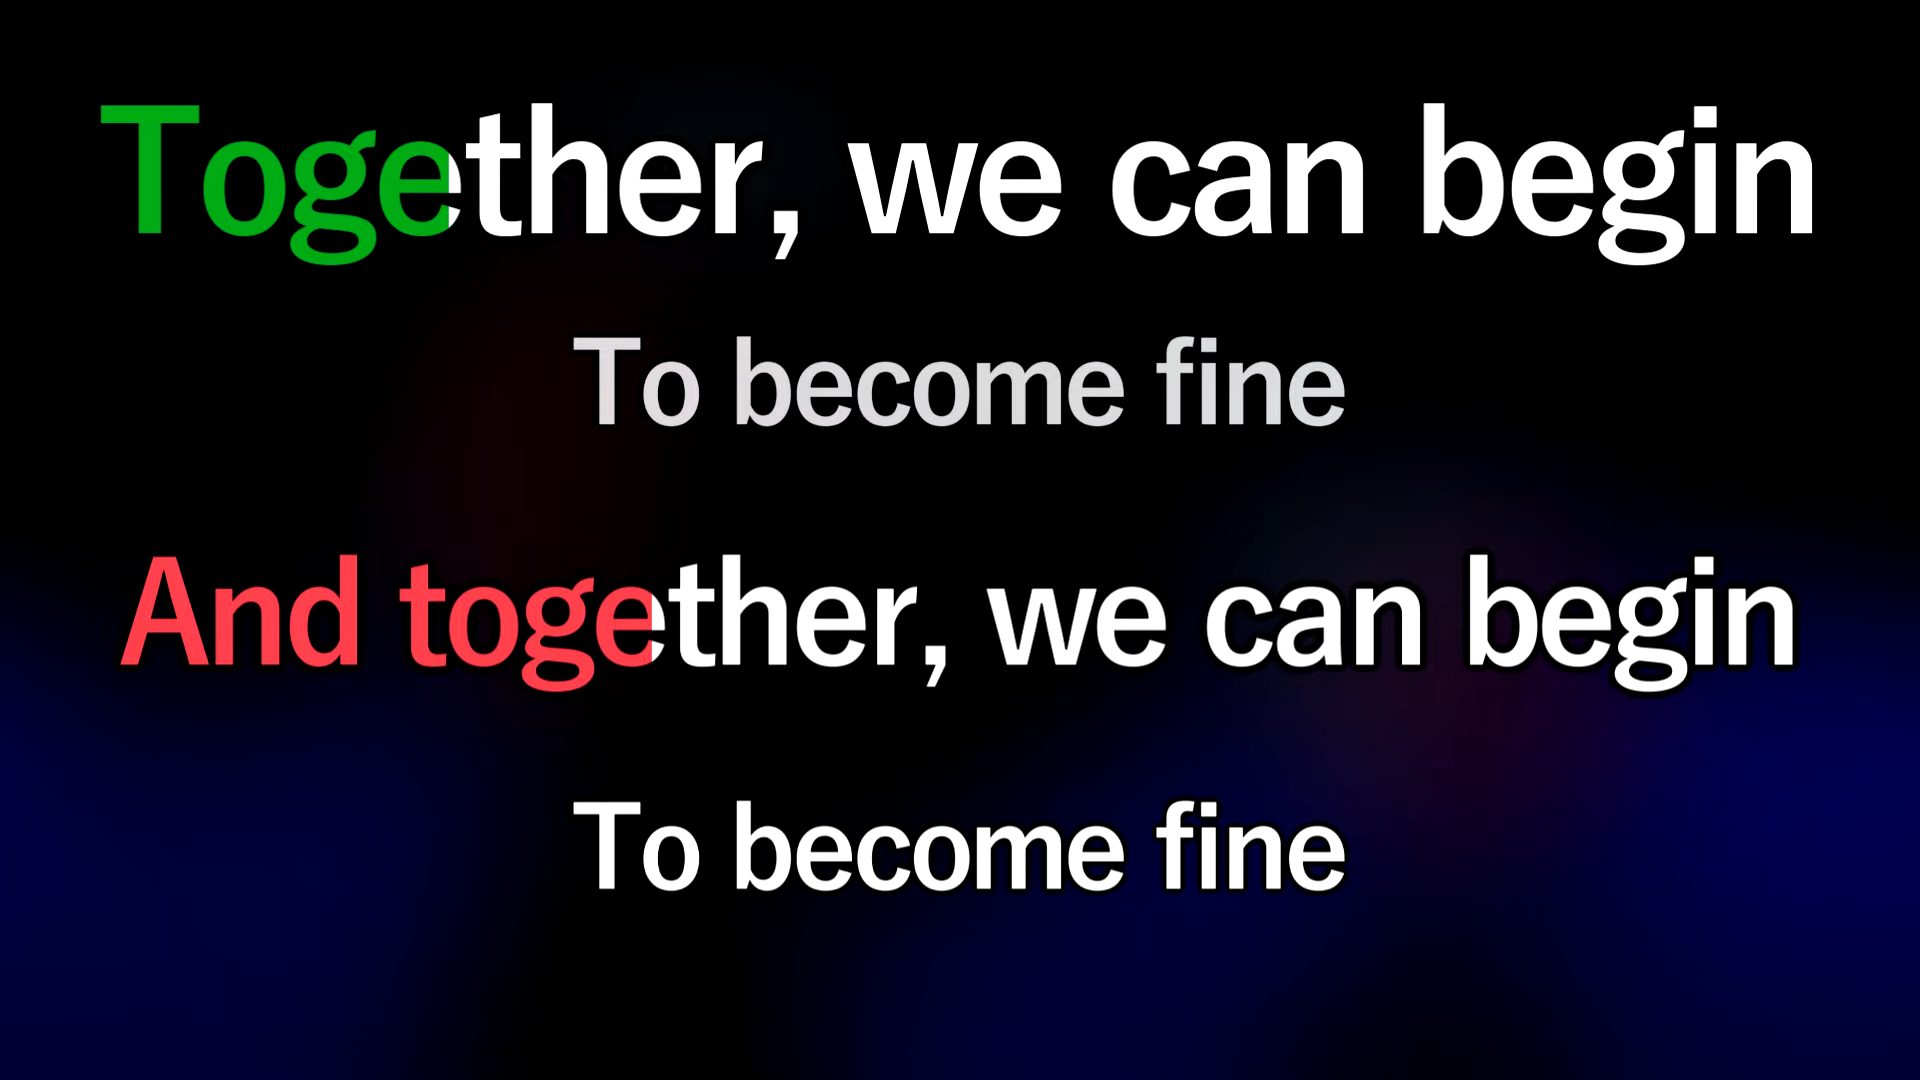 Together, we can begin
To become fine
And together, we can begin
To become fine